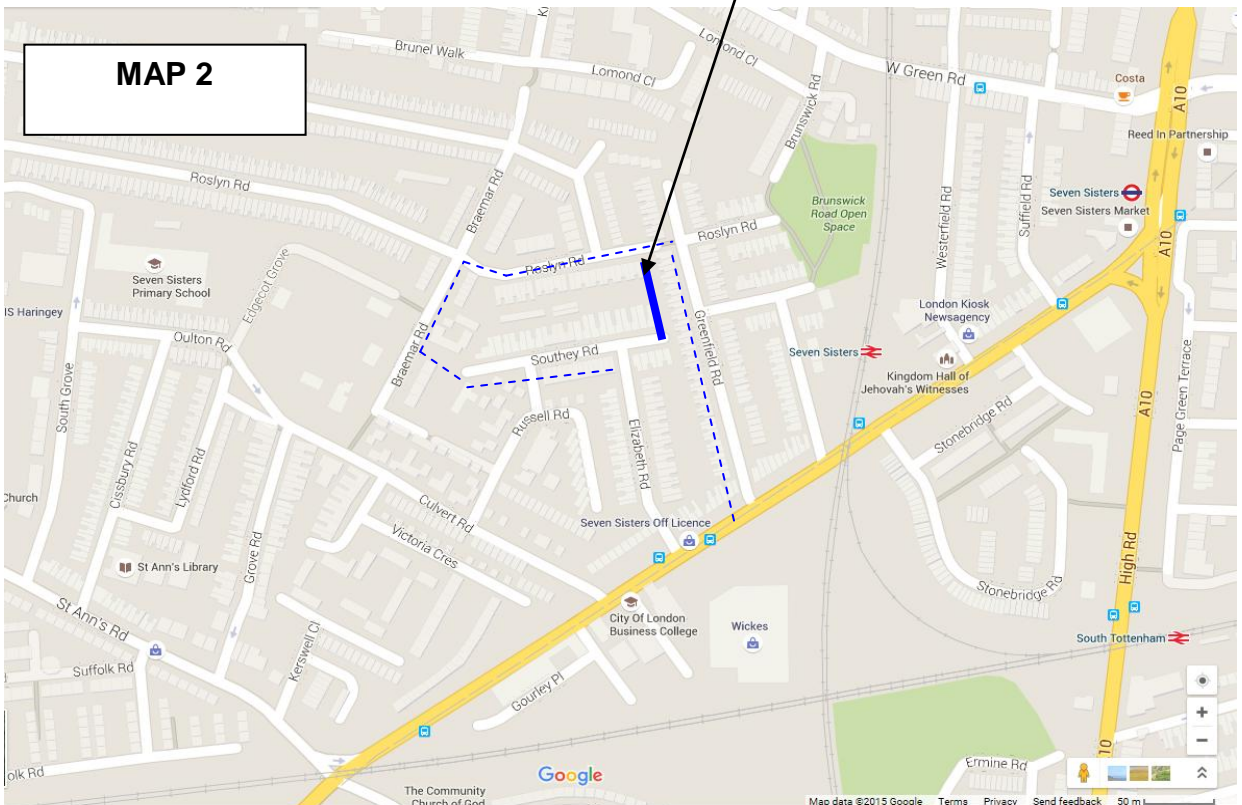 MAP 2
Brunel Walk
Lomond Cl
Lomond Cl
W Green Rd
Costa
A10
Reed In Partnership
Brunswick Rd
Roslyn Rd
Braemar Rd
Seven Sisters
Seven Sisters Market
Suffield Rd
Westerfield Rd
Brunswick
Road Open
Space
Roslyn Rd
A10
Seven Sisters
Primary School
Edgecot Grove
Roslyn Rd
IS Haringey
Oulton Rd
London Kiosk
Newsagency
Greenfield Rd
Braemar Rd
Southey Rd
Seven Sisters
Kingdom Hall of
Jehovah's Witnesses
Page Green Terrace
South Grove
A10
Russell Rd
Elizabeth Rd
Stonebridge Rd
Cissbury Rd
Lydford Rd
Church
Culvert Rd
Seven Sisters Off Licence
Victoria Cres
Grove Rd
St Ann's Library
High Rd
Stonebridge Rd
St Ann's Rd
City Of London
Business College
Wickes
South Tottenham
Kerswell Cl
Suffolk Rd
Gourley Pl
olk Rd
Google
Ermine Rd
10
The Community
Church of God
Map data ©2015 Google Terms Privacy Send feedback 50 m